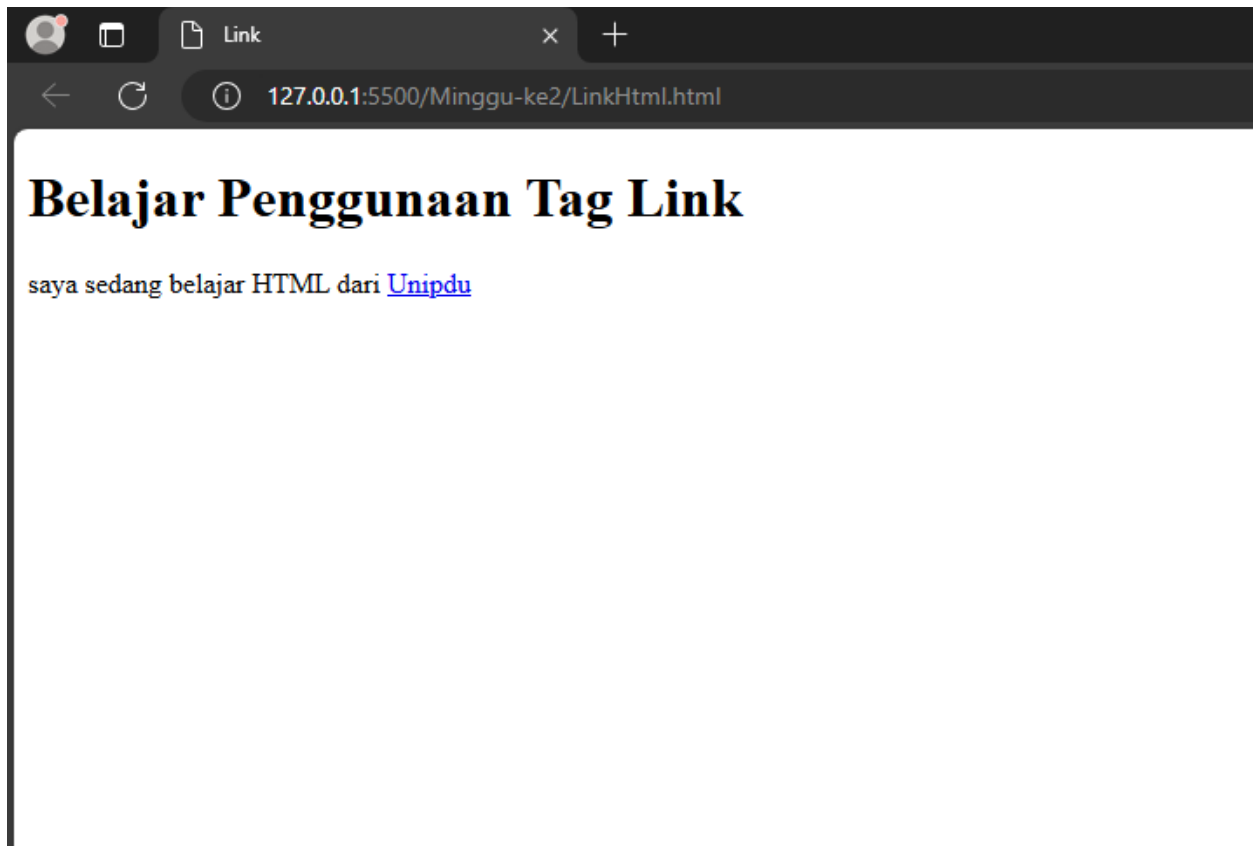 Link
127.0.0.1:5500/Minggu-ke2/LinkHtml.html
Belajar Penggunaan Tag Link
saya sedang belajar HTML dari Unipdu